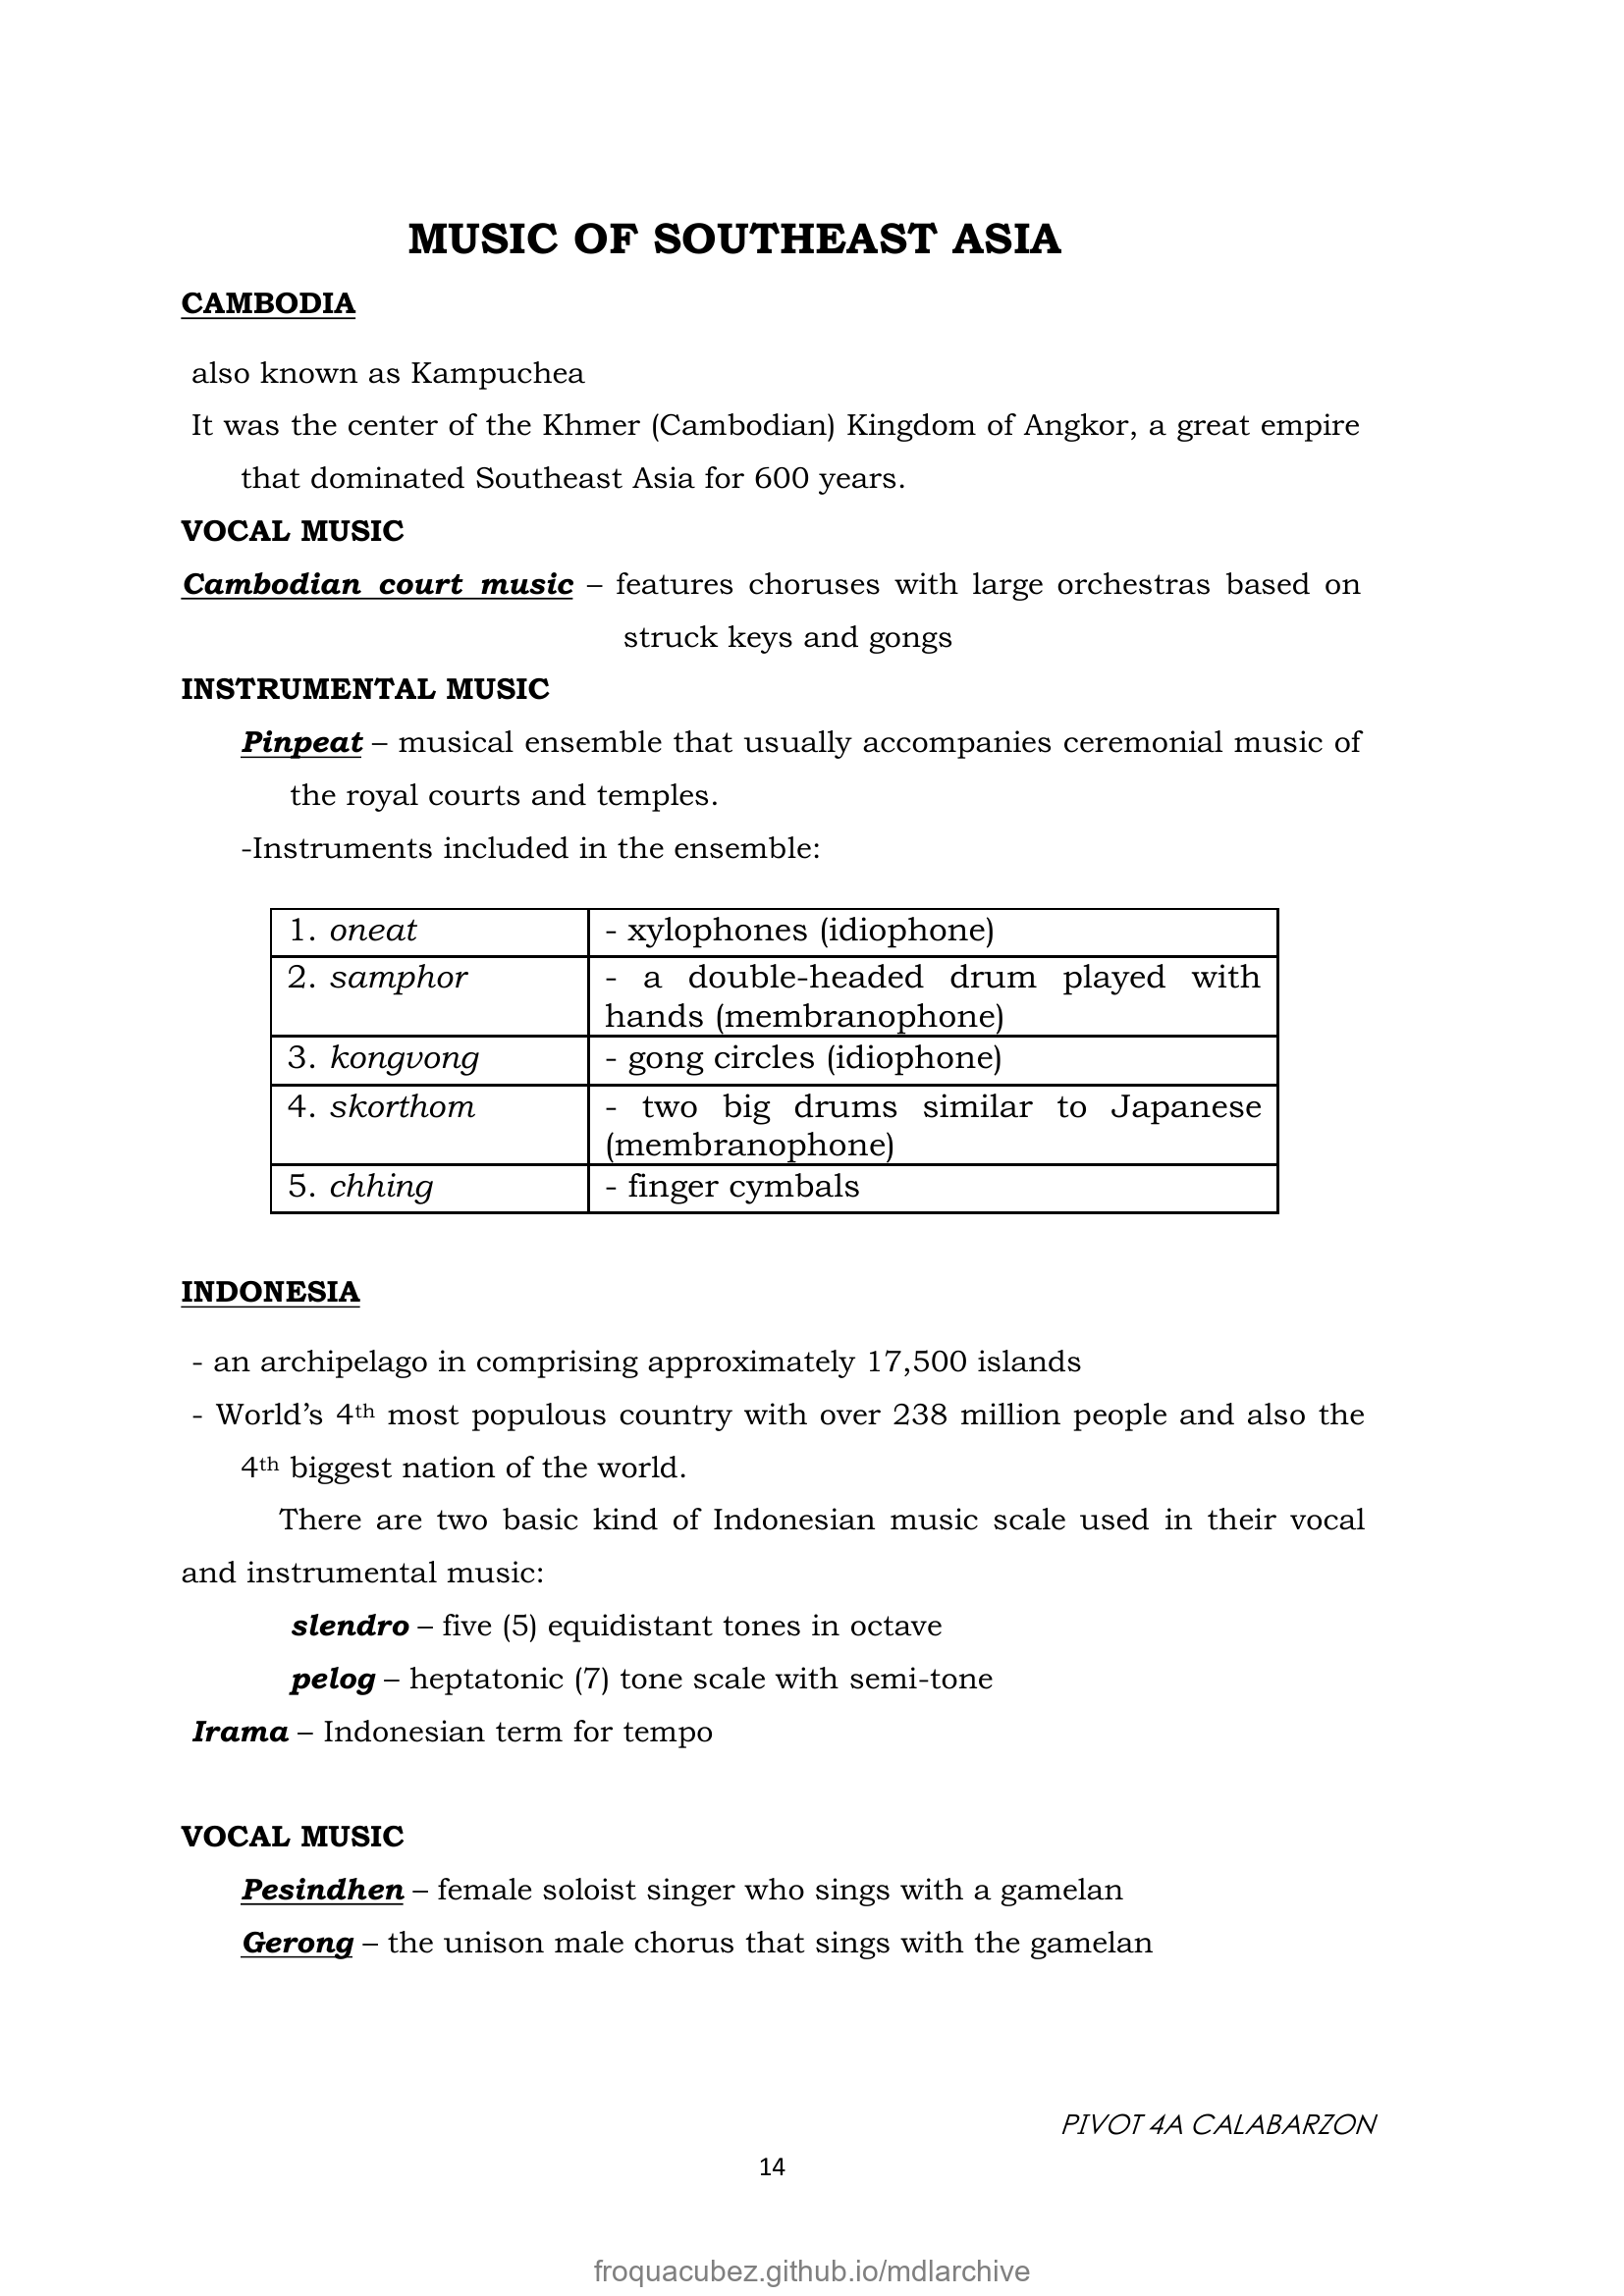 MUSIC OF SOUTHEAST ASIA
CAMBODIA
also known as Kampuchea
It was the center of the Khmer (Cambodian) Kingdom of Angkor, a great empire
that dominated Southeast Asia for 600 years.
VOCAL MUSIC
Cambodian court music – features choruses with large orchestras based on
struck keys and gongs
INSTRUMENTAL MUSIC
Pinpeat – musical ensemble that usually accompanies ceremonial music of
the royal courts and temples.
-Instruments included in the ensemble:
1. oneat - xylophones (idiophone)
2. samphor - a double-headed drum played with
hands (membranophone)
3. kongvong - gong circles (idiophone)
4. skorthom - two big drums similar to Japanese
(membranophone)
5. chhing - finger cymbals
INDONESIA
- an archipelago in comprising approximately 17,500 islands
- World’s 4th most populous country with over 238 million people and also the
4th biggest nation of the world.
There are two basic kind of Indonesian music scale used in their vocal
and instrumental music:
slendro – five (5) equidistant tones in octave
pelog – heptatonic (7) tone scale with semi-tone
Irama – Indonesian term for tempo
VOCAL MUSIC
Pesindhen – female soloist singer who sings with a gamelan
Gerong – the unison male chorus that sings with the gamelan
PIVOT 4A CALABARZON
14
froquacubez.github.io/mdlarchive